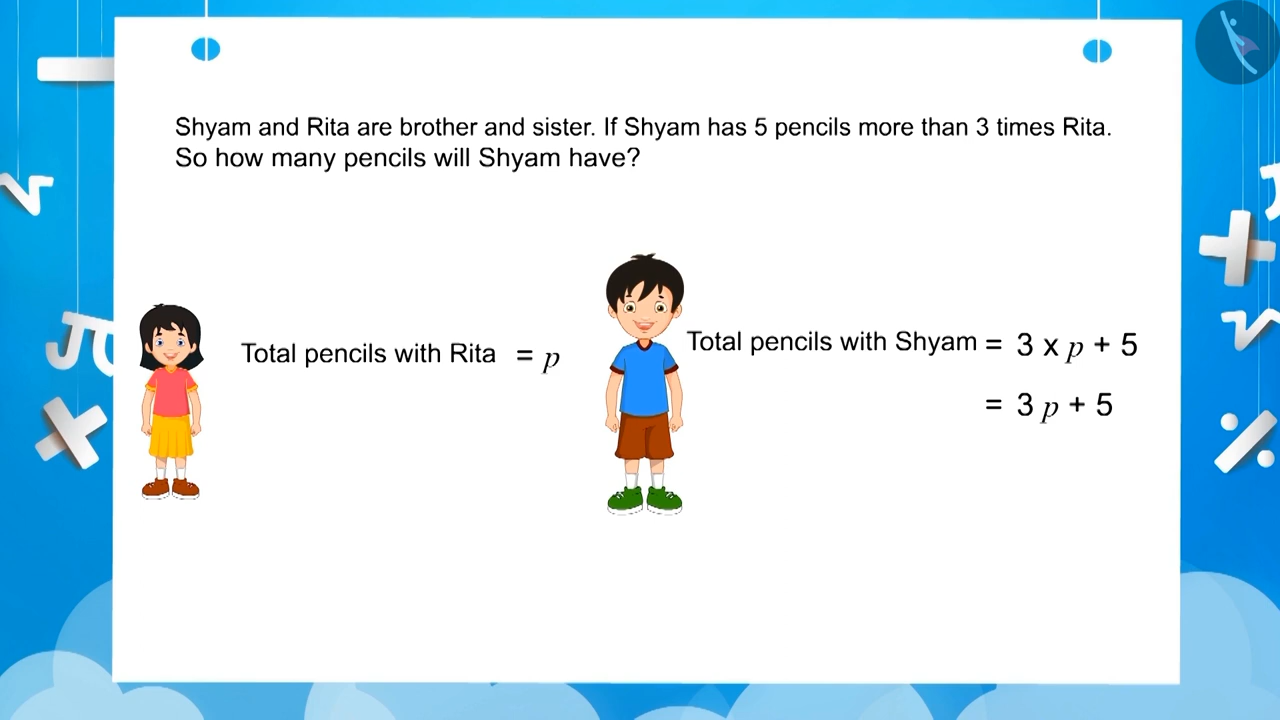 Shyam and Rita are brother and sister. If Shyam has 5 pencils more than 3 times Rita.
So how many pencils will Shyam have?
Total pencils with Rita = p
Total pencils with Shyam = 3 x p + 5
= 3 p + 5